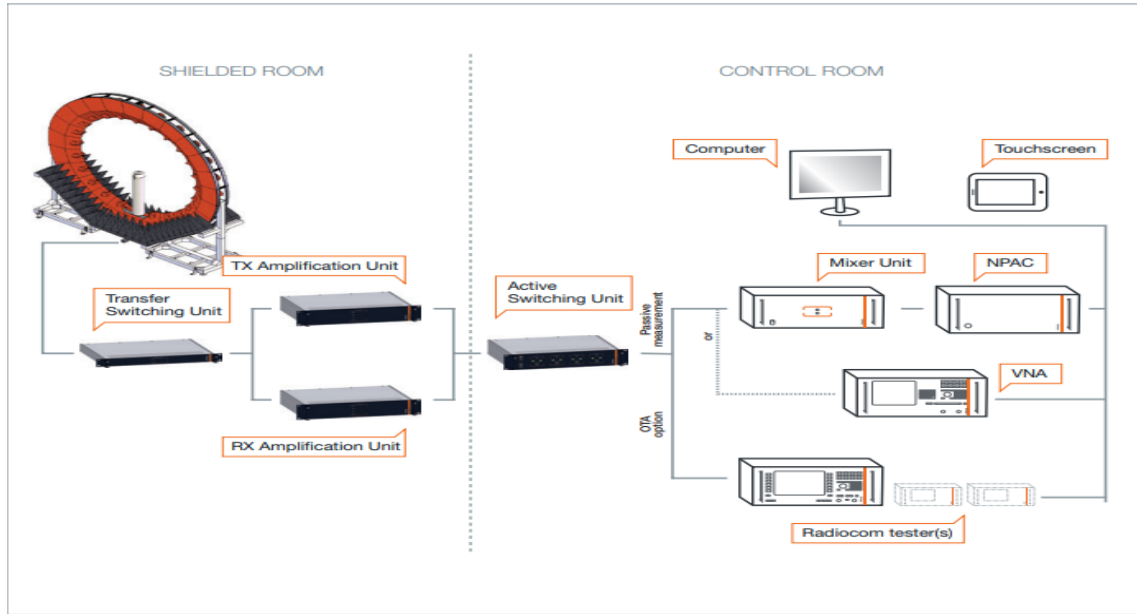 SHIELDED ROOM
CONTROL ROOM
Computer
Touchscreen
TX Amplification Unit
Mixer Unit
NPAC
Transfer
Switching Unit
Active
Switching Unit
Passive
measurement
or
VNA
OTA
option
RX Amplification Unit
Radiocom tester(s)